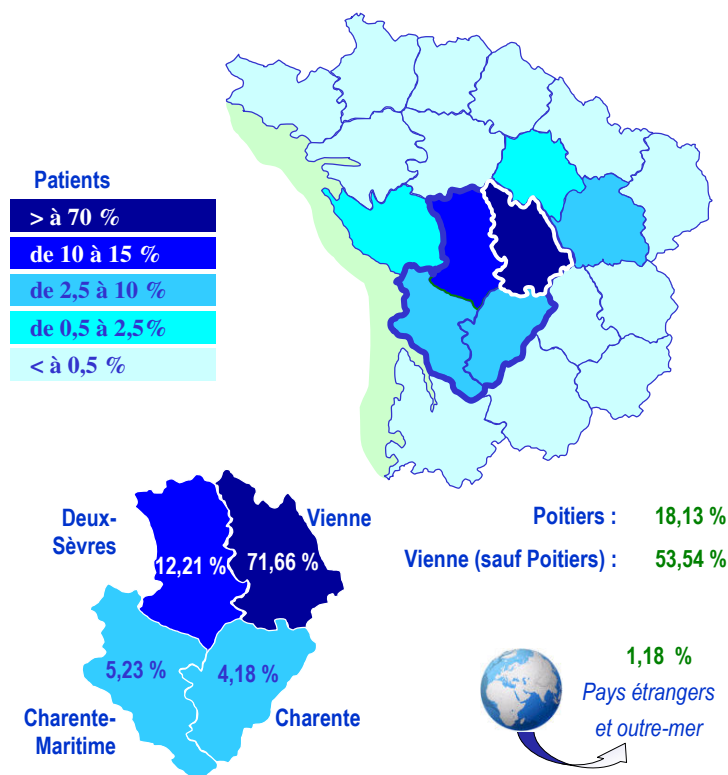 Patients
> à 70 %
de 10 à 15 %
de 2,5 à 10 %
de 0,5 à 2,5%
< à 0,5 %
Deux-
Sèvres
Vienne
12,21 %
71,66 %
5,23 %
4,18 %
Charente-
Maritime
Charente
Poitiers : 18,13 %
Vienne (sauf Poitiers) : 53,54 %
1,18 %
Pays étrangers
et outre-mer